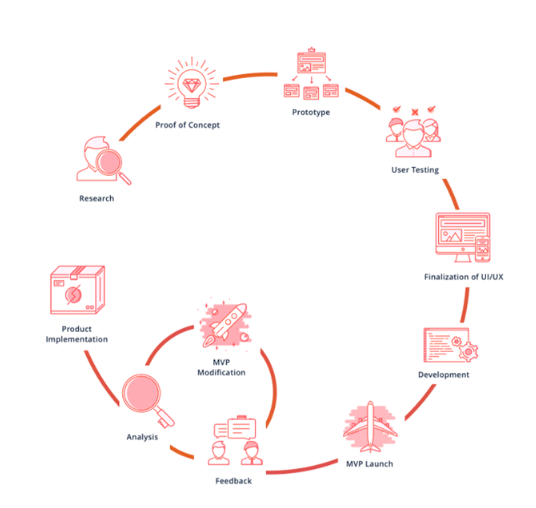 Proof of Concept
Prototype
User Testing
Research
Finalization of UI/UX
Product
Implementation
MVP
Modification
Development
Analysis
MVP Launch
Feedback